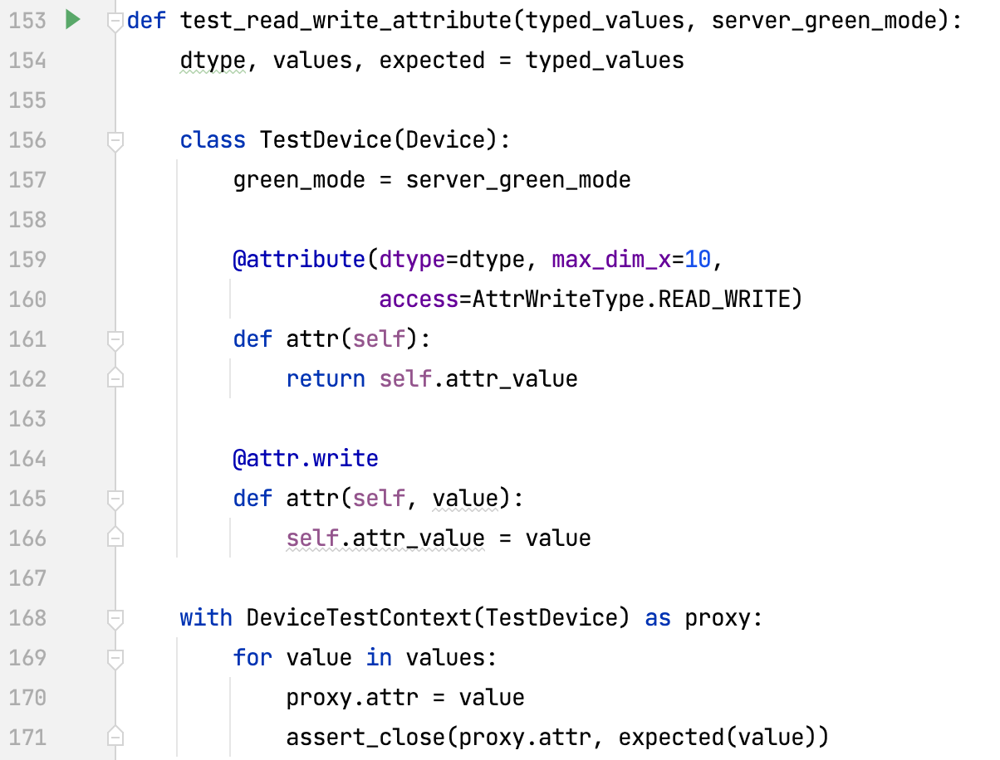 153 def test_read_write_attribute(typed_values, server_green_mode):
154     dtype, values, expected = typed_values
155
156     class TestDevice(Device):
157         green_mode = server_green_mode
158
159         @attribute(dtype=dtype, max_dim_x=10,
160                    access=AttrWriteType.READ_WRITE)
161         def attr(self):
162             return self.attr_value
163
164         @attr.write
165         def attr(self, value):
166             self.attr_value = value
167
168     with DeviceTestContext(TestDevice) as proxy:
169         for value in values:
170             proxy.attr = value
171             assert_close(proxy.attr, expected(value))